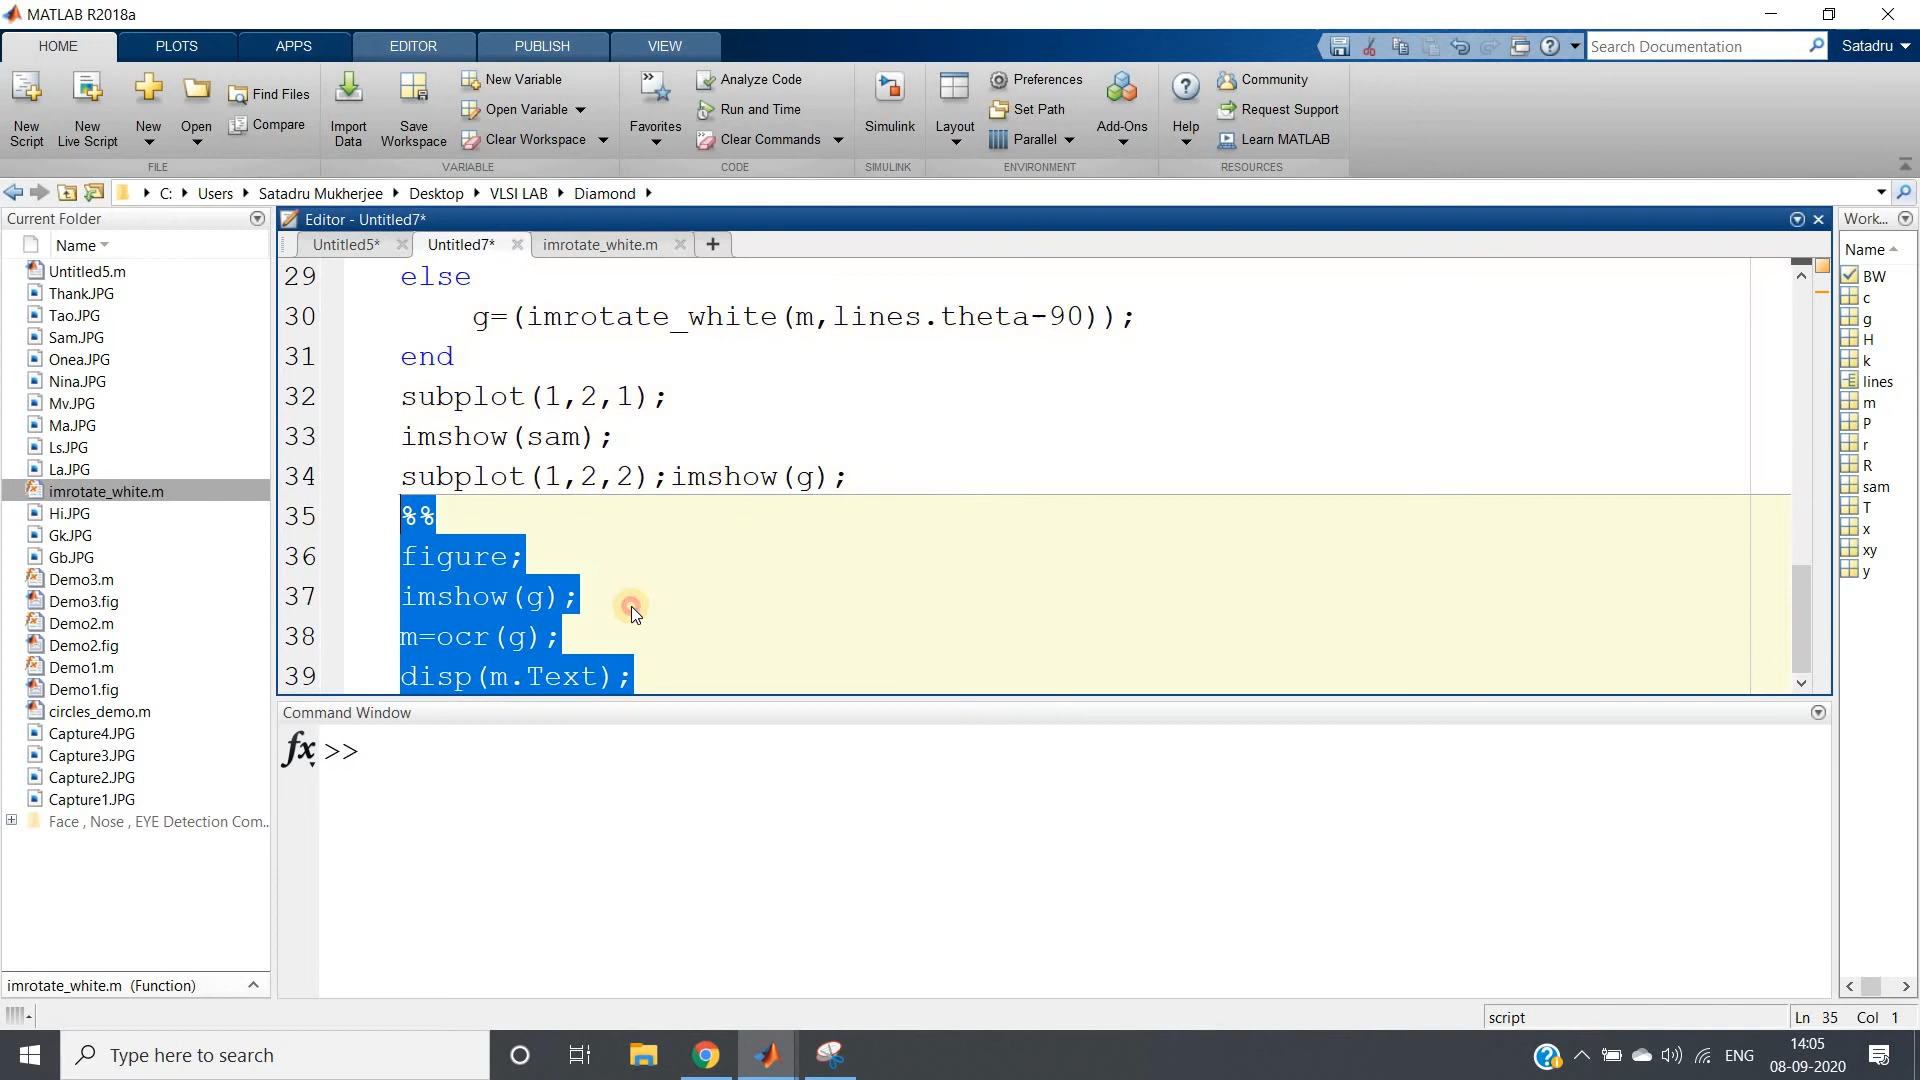 MATLAB R2018a
HOME PLOTS APPS EDITOR PUBLISH VIEW Search Documentation Satadru
New Script
New Live Script
New
Open
Find Files
Compare
FILE
Import Data
Save Workspace
New Variable
Open Variable
Clear Workspace
VARIABLE
Favorites
Analyze Code
Run and Time
Clear Commands
CODE
Simulink
SIMULINK
Layout
Preferences
Set Path
Parallel
Add-Ons
ENVIRONMENT
Help
Community
Request Support
Learn MATLAB
RESOURCES
C: Users Satadru Mukherjee Desktop VLSI LAB Diamond
Current Folder
Name
Untitled5.m
Thank.JPG
Tao.JPG
Sam.JPG
Onea.JPG
Nina.JPG
Mv.JPG
Ma.JPG
Ls.JPG
La.JPG
imrotate_white.m
Hi.JPG
Gk.JPG
Gb.JPG
Demo3.m
Demo3.fig
Demo2.m
Demo2.fig
Demo1.m
Demo1.fig
circles_demo.m
Capture4.JPG
Capture3.JPG
Capture2.JPG
Capture1.JPG
Face , Nose , EYE Detection Com...
imrotate_white.m (Function)
Editor - Untitled7*
Untitled5* Untitled7* imrotate_white.m
29 else
30 g=(imrotate_white(m,lines.theta-90));
31 end
32 subplot(1,2,1);
33 imshow(sam);
34 subplot(1,2,2);imshow(g);
35 %%
36 figure;
37 imshow(g);
38 m=ocr(g);
39 disp(m.Text);
Command Window
fx >>
Work...
Name
BW
c
g
H
k
lines
m
P
r
R
sam
T
x
xy
y
script Ln 35 Col 1
Type here to search
ENG
14:05
08-09-2020